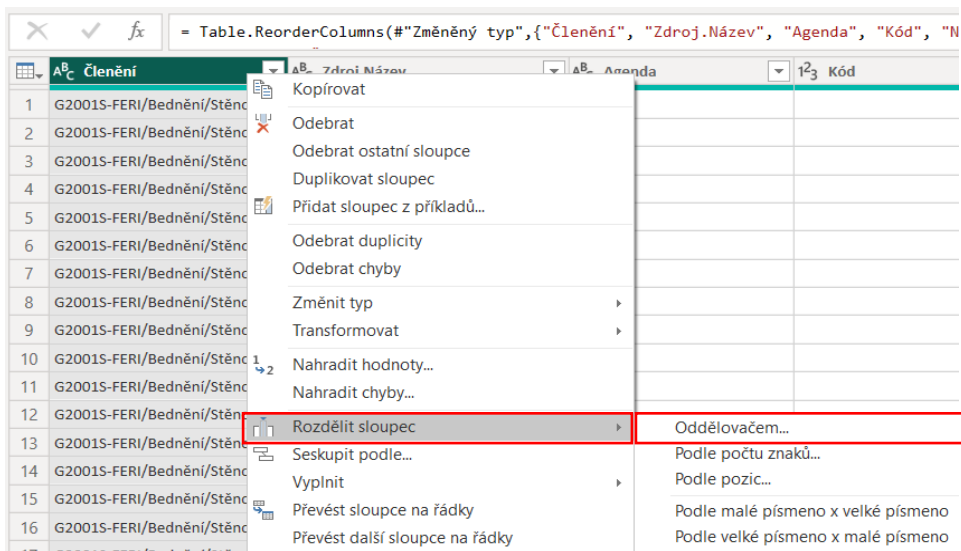 fx = Table.ReorderColumns(#"Změněný typ",{"Členění", "Zdroj.Název", "Agenda", "Kód", "N
ABC Členění ABC Zdroj.Název ABC Agenda 123 Kód
1 G2001S-FERI/Bednění/Stěno
2 G2001S-FERI/Bednění/Stěno
3 G2001S-FERI/Bednění/Stěno
4 G2001S-FERI/Bednění/Stěno
5 G2001S-FERI/Bednění/Stěno
6 G2001S-FERI/Bednění/Stěno
7 G2001S-FERI/Bednění/Stěno
8 G2001S-FERI/Bednění/Stěno
9 G2001S-FERI/Bednění/Stěno
10 G2001S-FERI/Bednění/Stěno
11 G2001S-FERI/Bednění/Stěno
12 G2001S-FERI/Bednění/Stěno
13 G2001S-FERI/Bednění/Stěno
14 G2001S-FERI/Bednění/Stěno
15 G2001S-FERI/Bednění/Stěno
16 G2001S-FERI/Bednění/Stěno
Kopírovat
Odebrat
Odebrat ostatní sloupce
Duplikovat sloupec
Přidat sloupec z příkladů...
Odebrat duplicity
Odebrat chyby
Změnit typ
Transformovat
Nahradit hodnoty...
Nahradit chyby...
Rozdělit sloupec
Seskupit podle...
Vyplnit
Převést sloupce na řádky
Převést další sloupce na řádky
Oddělovačem...
Podle počtu znaků...
Podle pozic...
Podle malé písmeno x velké písmeno
Podle velké písmeno x malé písmeno